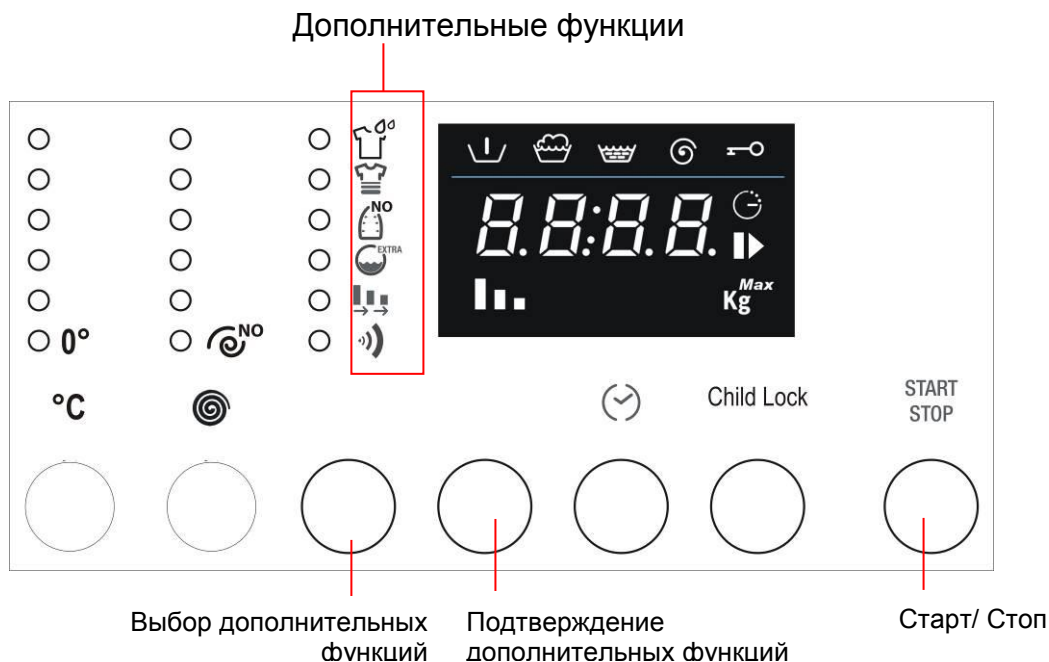 Дополнительные функции
NO
EXTRA
8.8:8.8.
Max
Kg
0° NO
°C Child Lock START
STOP
Выбор дополнительных
функций
Подтверждение
дополнительных функций
Старт/ Стоп